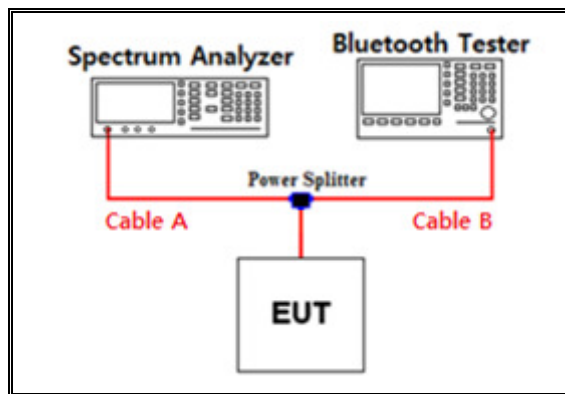 Spectrum Analyzer
Bluetooth Tester
Power Splitter
Cable A
Cable B
EUT